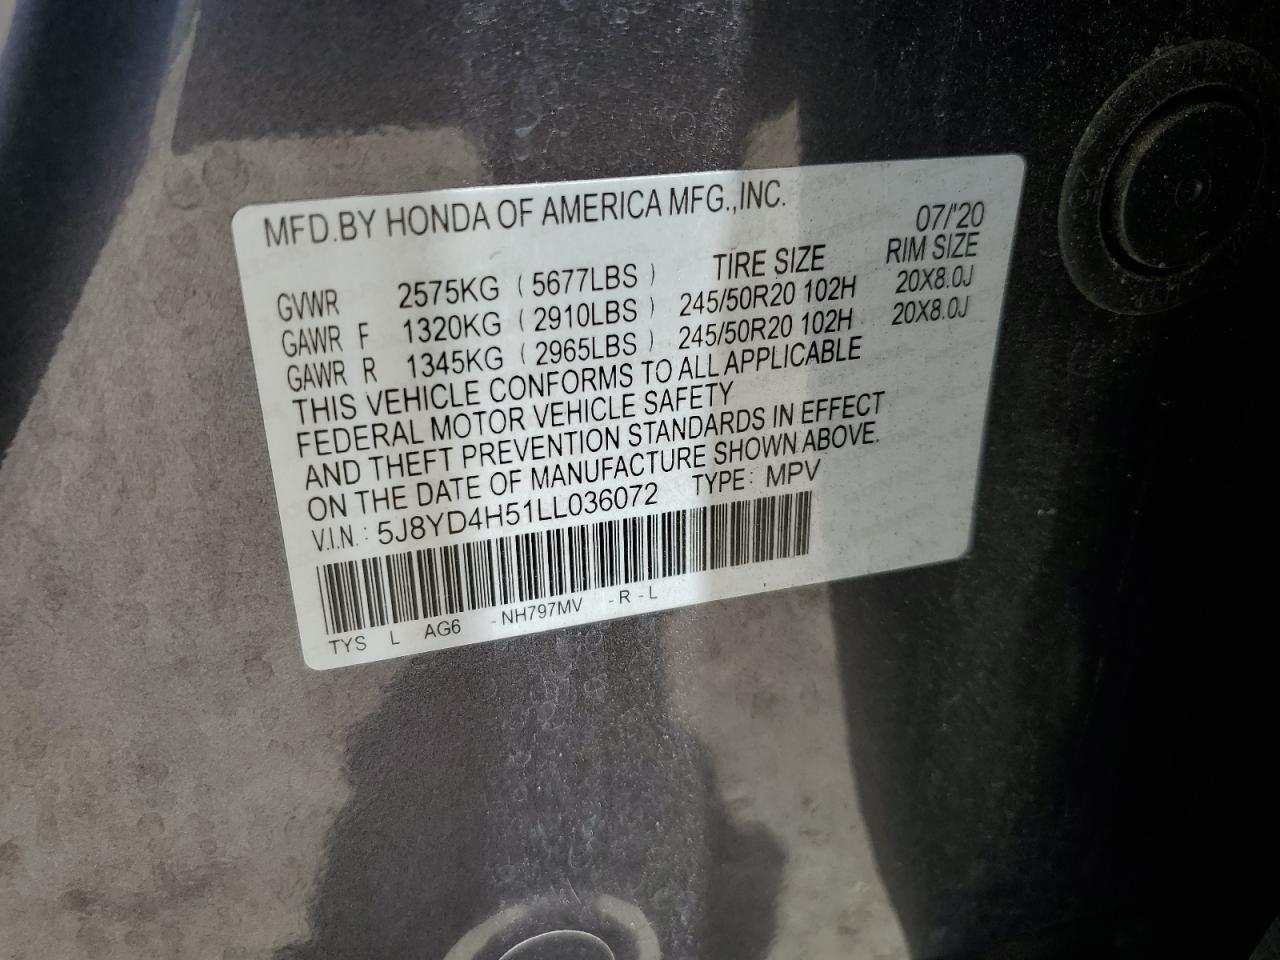 MFD.BY HONDA OF AMERICA MFG.,INC.
07/'20
TIRE SIZE RIM SIZE
GVWR 2575KG ( 5677LBS )
GAWR F 1320KG ( 2910LBS ) 245/50R20 102H 20X8.0J
GAWR R 1345KG ( 2965LBS ) 245/50R20 102H 20X8.0J
THIS VEHICLE CONFORMS TO ALL APPLICABLE
FEDERAL MOTOR VEHICLE SAFETY
AND THEFT PREVENTION STANDARDS IN EFFECT
ON THE DATE OF MANUFACTURE SHOWN ABOVE.
V.I.N.: 5J8YD4H51LL036072 TYPE: MPV
TYS L AG6 -NH797MV -R-L